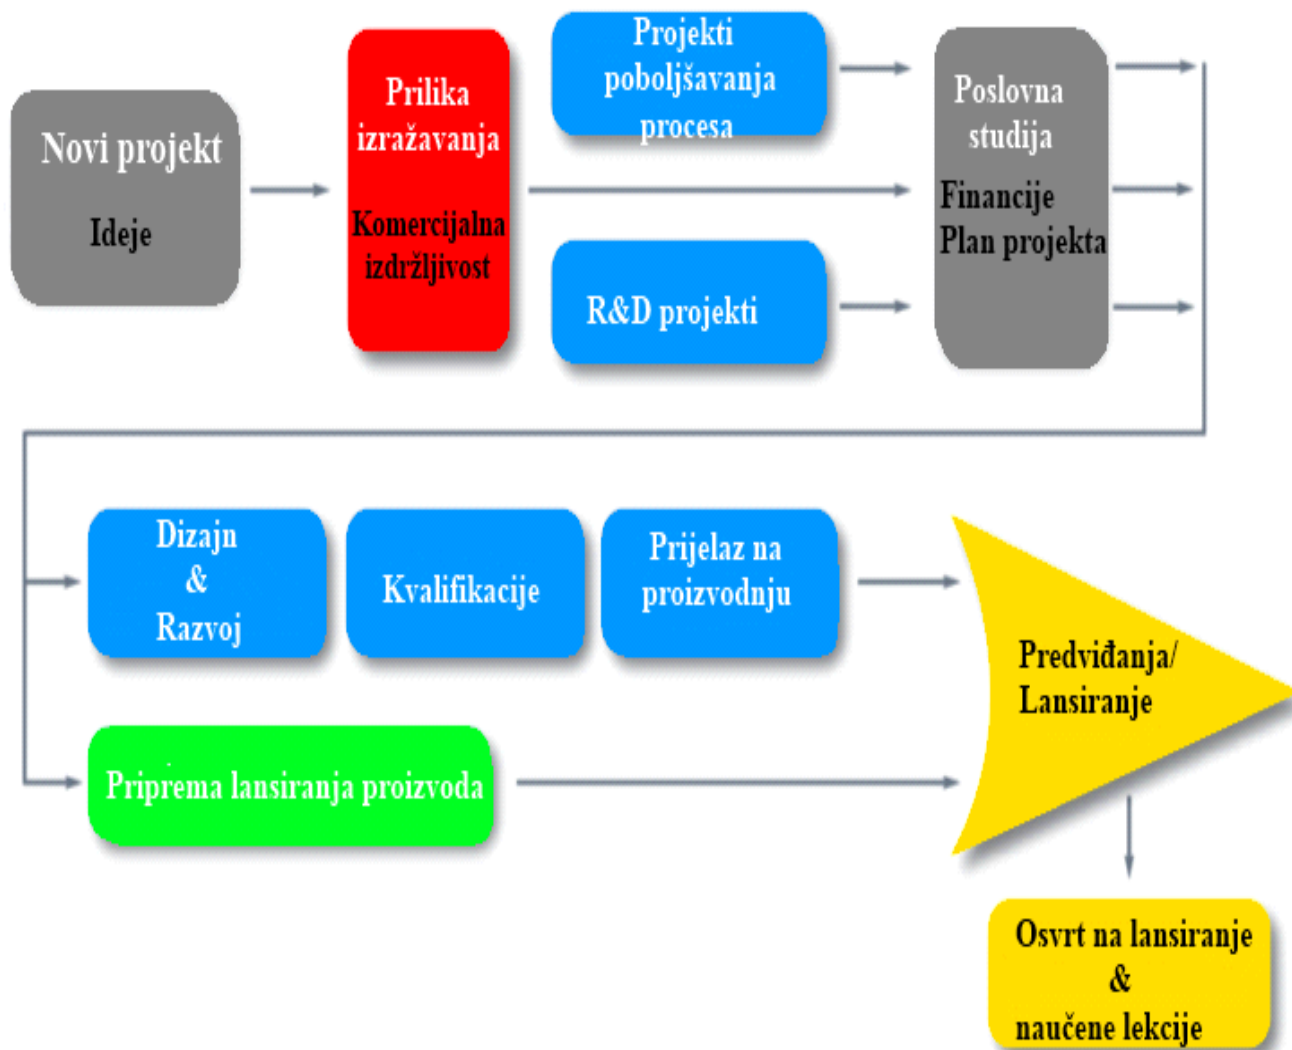 Novi projekt
Ideje
Prilika
izražavanja
Komercijalna
izdržljivost
Projekti
poboljšavanja
procesa
R&D projekti
Poslovna
studija
Financije
Plan projekta
Dizajn
&
Razvoj
Kvalifikacije
Prijelaz na
proizvodnju
Priprema lansiranja proizvoda
Predviđanja/
Lansiranje
Osvrt na lansiranje
&
naučene lekcije